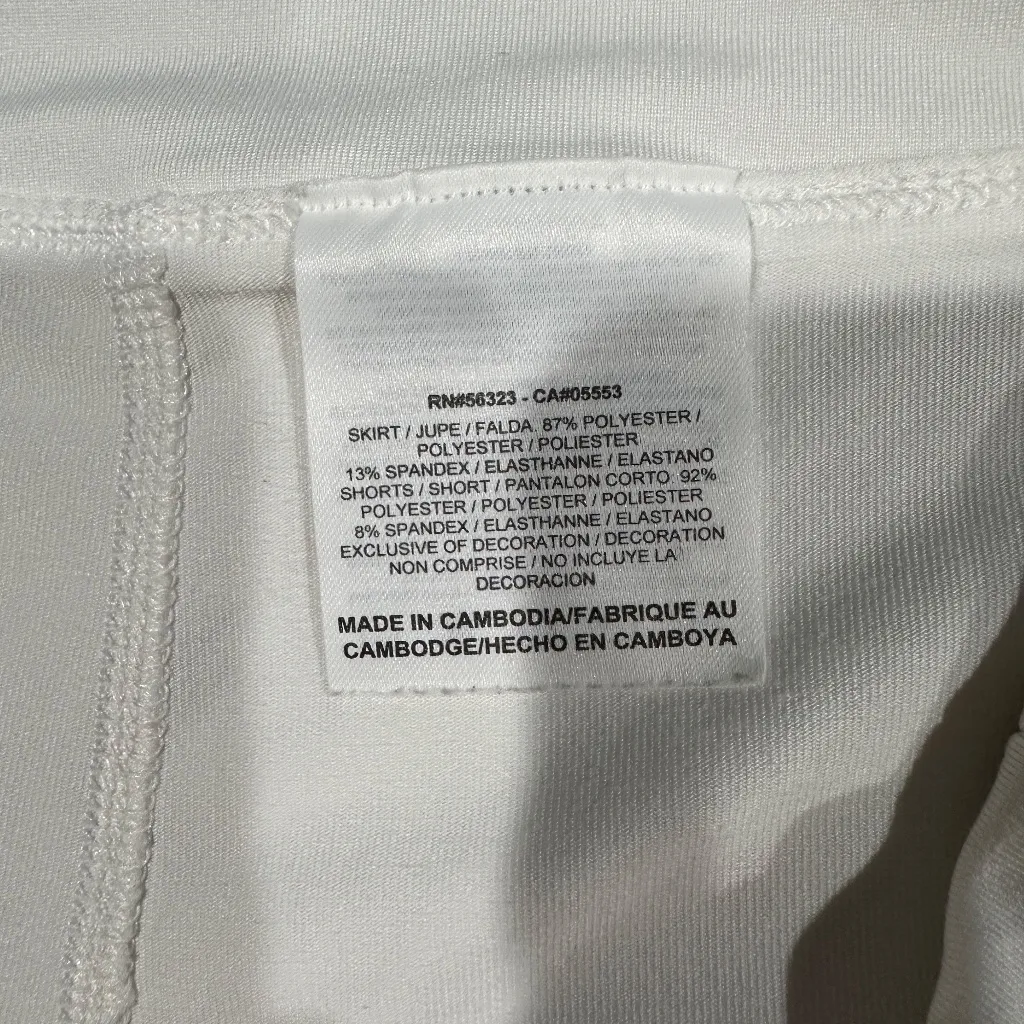 RN#56323 - CA#05553
SKIRT / JUPE / FALDA: 87% POLYESTER /
POLYESTER / POLIESTER
13% SPANDEX / ELASTHANNE / ELASTANO
SHORTS / SHORT / PANTALON CORTO: 92%
POLYESTER / POLYESTER / POLIESTER
8% SPANDEX / ELASTHANNE / ELASTANO
EXCLUSIVE OF DECORATION / DECORATION
NON COMPRISE / NO INCLUYE LA
DECORACION
MADE IN CAMBODIA/FABRIQUE AU
CAMBODGE/HECHO EN CAMBOYA